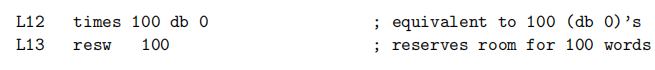 L12 times 100 db 0 ; equivalent to 100 (db 0)'s
L13 resw 100 ; reserves room for 100 words